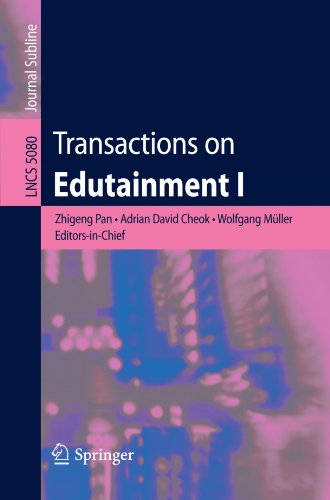 Journal Subline
LNCS 5080
Transactions on
Edutainment I
Zhigeng Pan · Adrian David Cheok · Wolfgang Müller
Editors-in-Chief
Springer